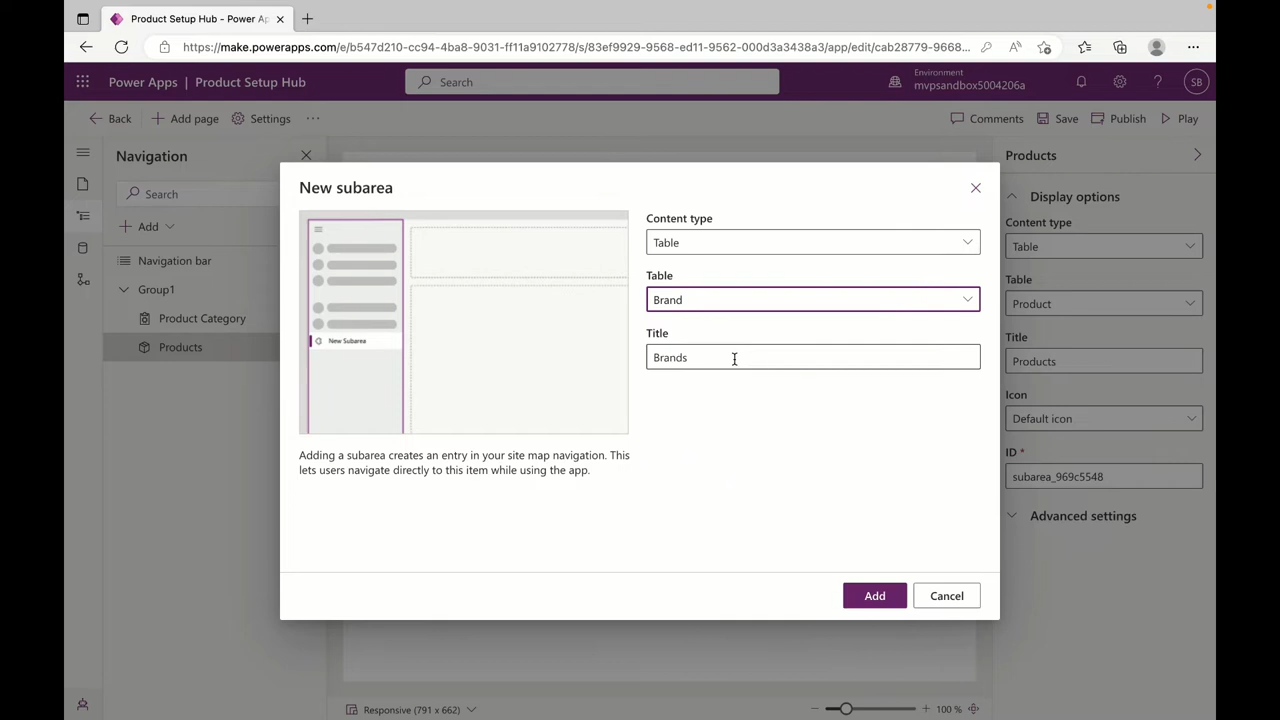 Product Setup Hub - Power Ap
https://make.powerapps.com/e/b547d210-cc94-4ba8-9031-ff11a9102778/s/83ef9929-9568-ed11-9562-000d3a3438a3/app/edit/cab28779-9668...
Power Apps | Product Setup Hub
Search
Environment
mvpsandbox5004206a
SB
Back
Add page
Settings
Comments
Save
Publish
Play
Navigation
Search
Add
Navigation bar
Group1
Product Category
Products
New subarea
New Subarea
Adding a subarea creates an entry in your site map navigation. This
lets users navigate directly to this item while using the app.
Content type
Table
Table
Brand
Title
Brands
Add
Cancel
Products
Display options
Content type
Table
Table
Product
Title
Products
Icon
Default icon
ID *
subarea_969c5548
Advanced settings
Responsive (791 x 662)
100 %